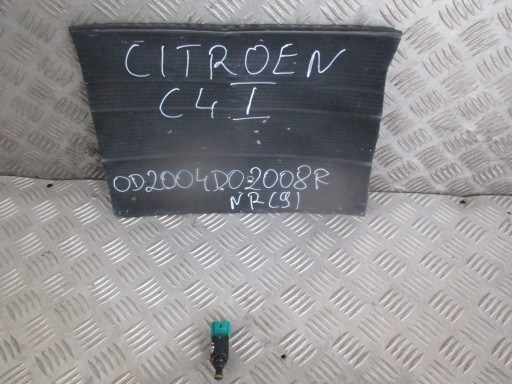 CITROEN
C4 I
OD2004DO2008R
NR(9)